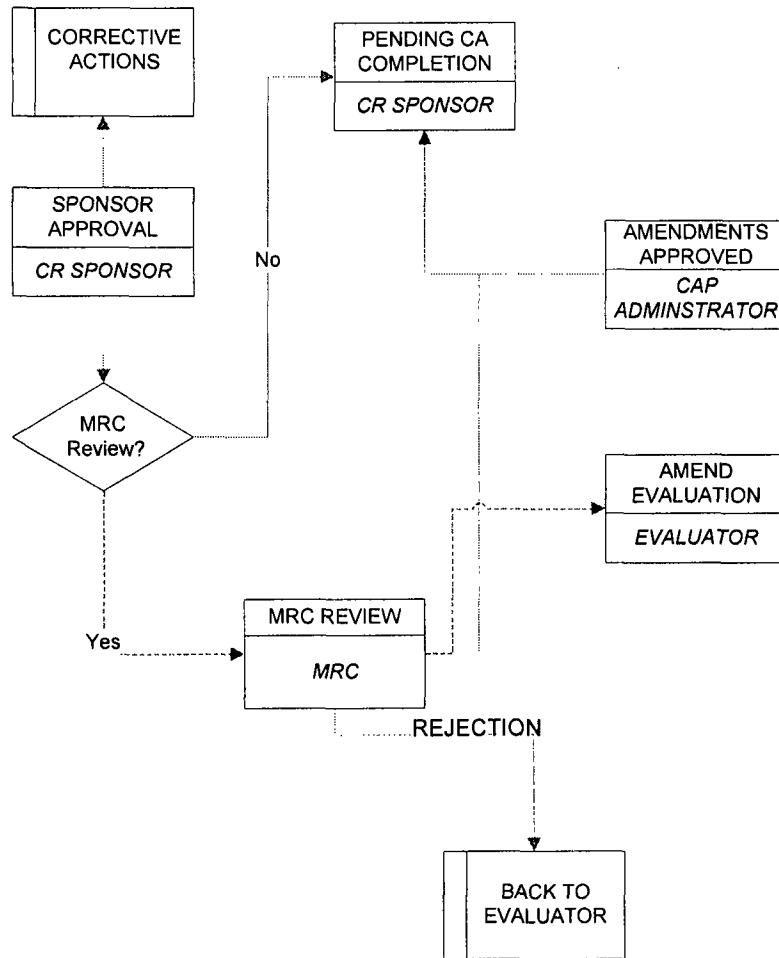 CORRECTIVE
ACTIONS
PENDING CA
COMPLETION
CR SPONSOR
SPONSOR
APPROVAL
CR SPONSOR
No
AMENDMENTS
APPROVED
CAP
ADMINSTRATOR
MRC
Review?
AMEND
EVALUATION
EVALUATOR
Yes
MRC REVIEW
MRC
REJECTION
BACK TO
EVALUATOR